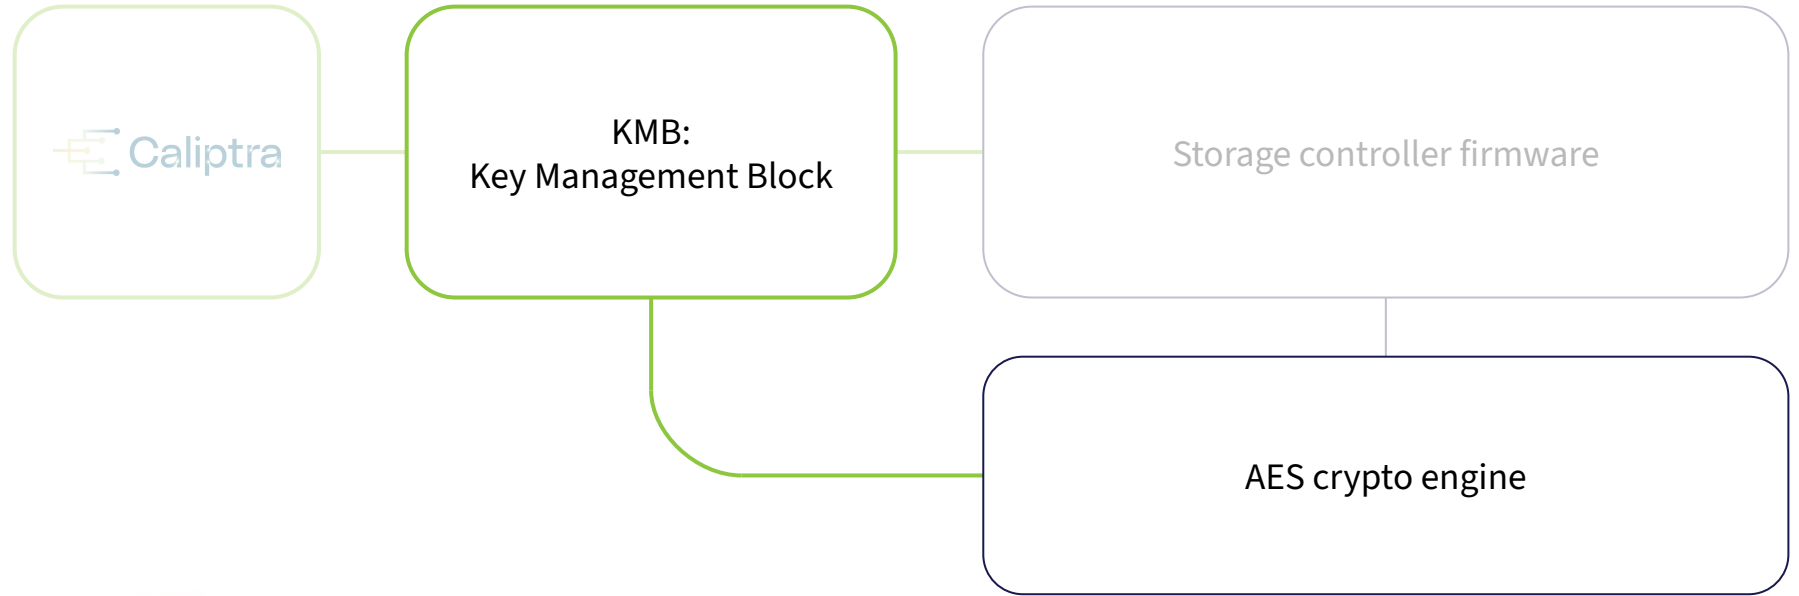 Caliptra
KMB:
Key Management Block
Storage controller firmware
AES crypto engine